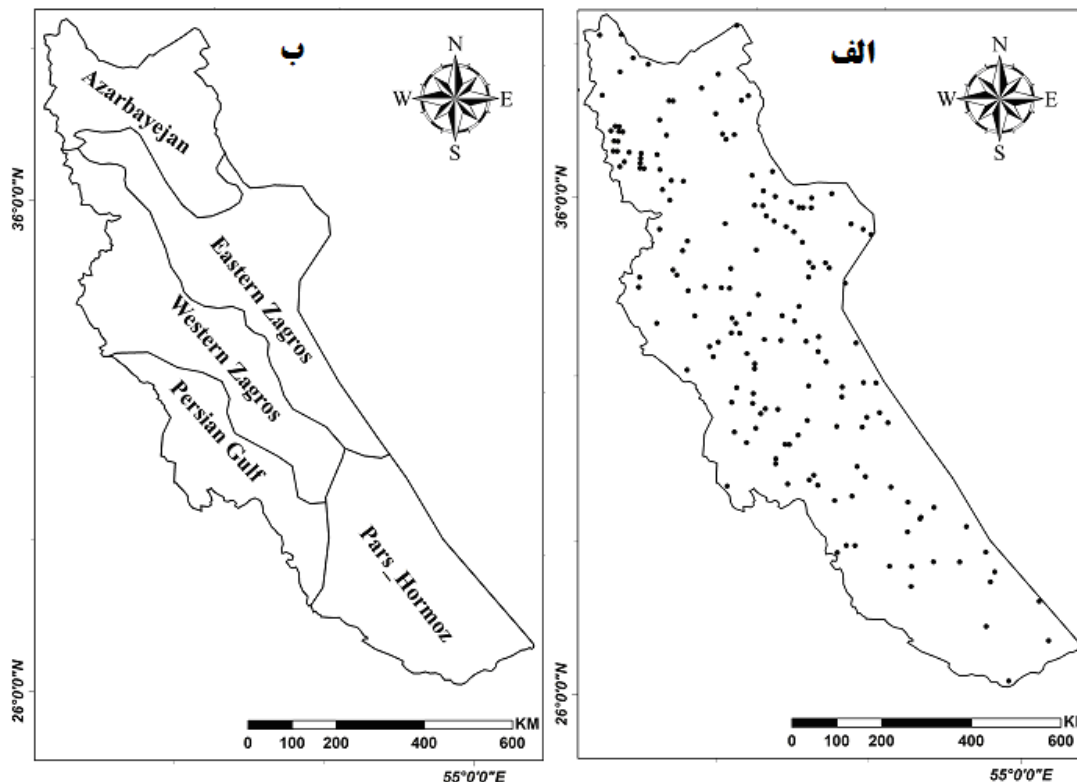 ب
N
W E
S
Azarbayejan
Eastern Zagros
Western Zagros
Persian Gulf
Pars_Hormoz
36°0'0"N
26°0'0"N
KM
0 100 200 400 600
55°0'0"E
الف
N
W E
S
36°0'0"N
26°0'0"N
KM
0 100 200 400 600
55°0'0"E